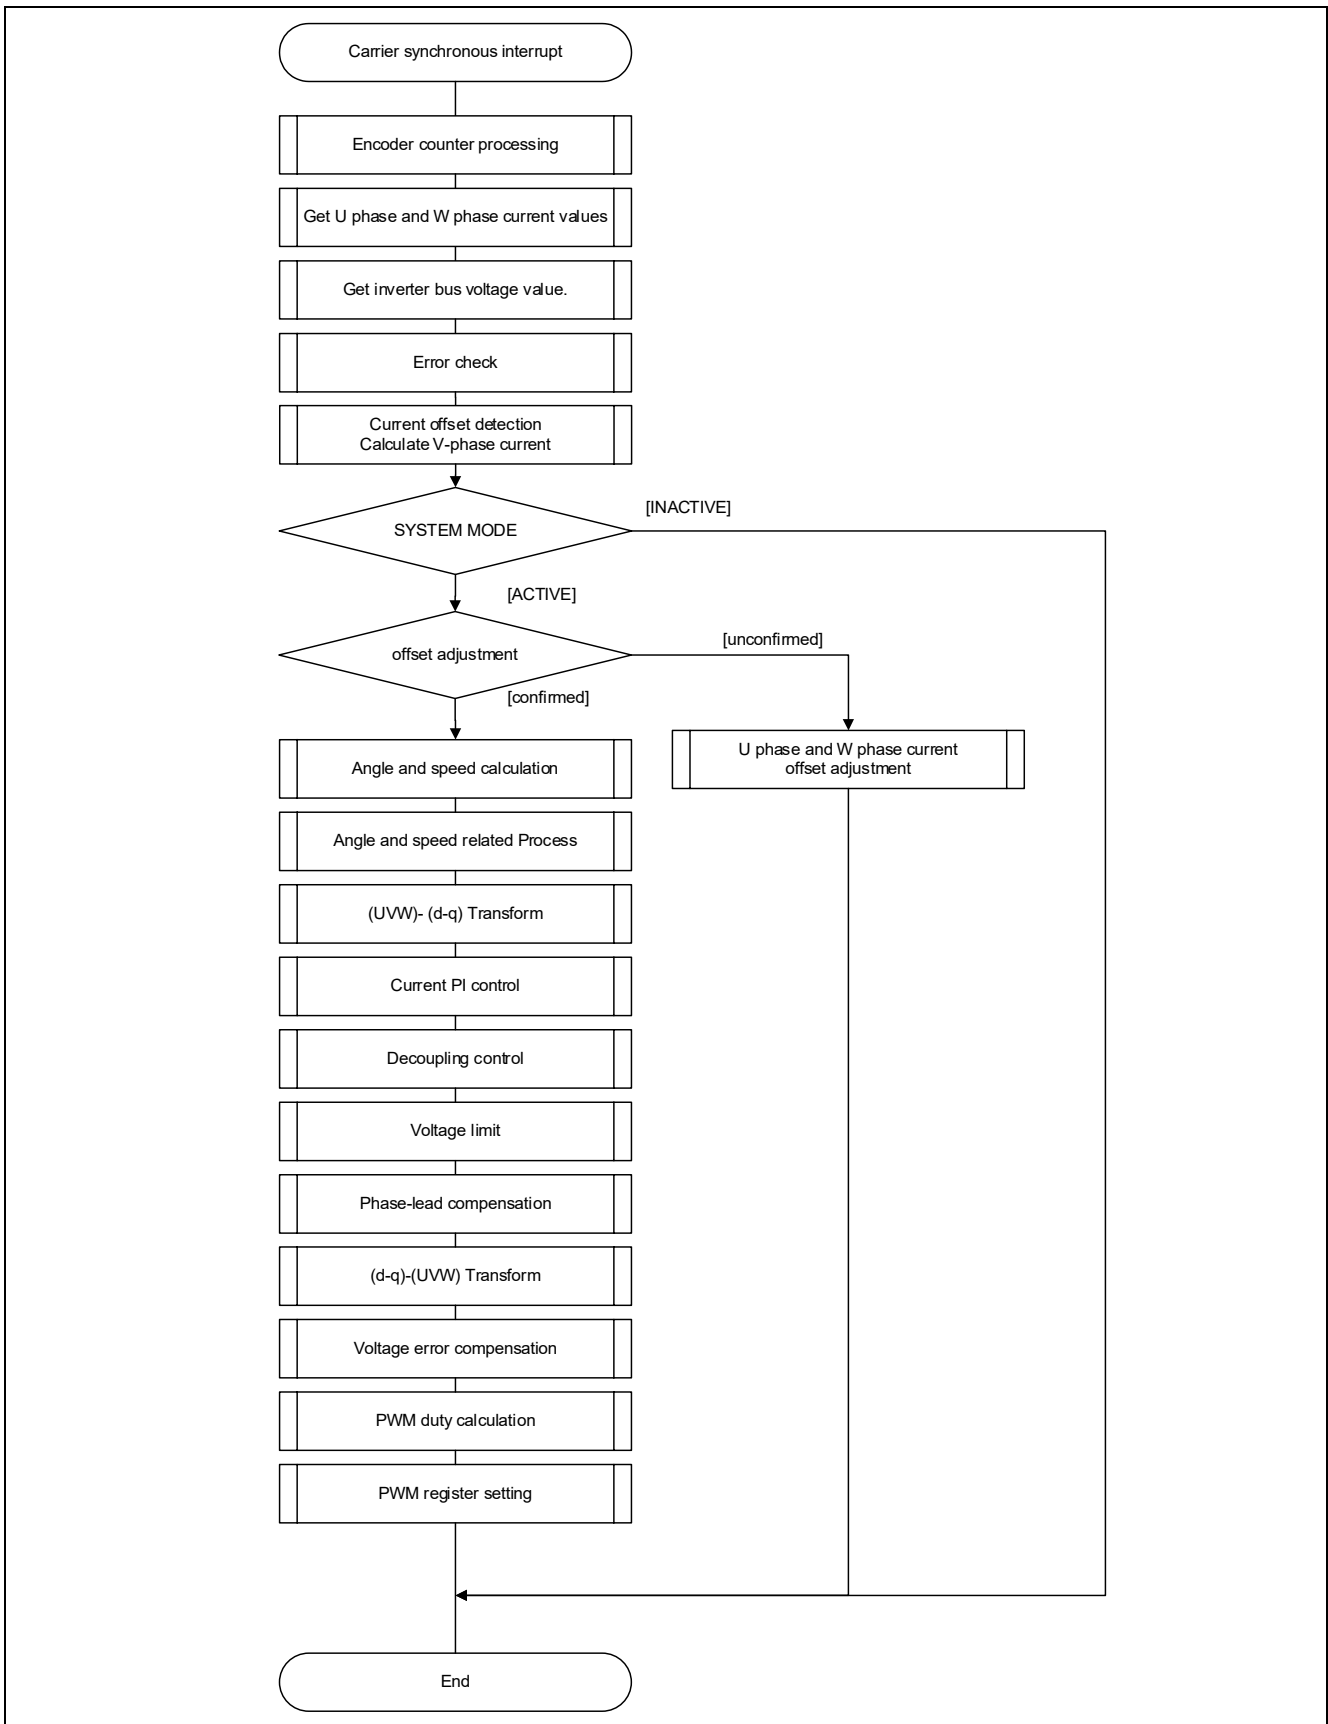 Carrier synchronous interrupt
Encoder counter processing
Get U phase and W phase current values
Get inverter bus voltage value.
Error check
Current offset detection
Calculate V-phase current
[INACTIVE]
SYSTEM MODE
[ACTIVE]
[unconfirmed]
offset adjustment
[confirmed]
U phase and W phase current
offset adjustment
Angle and speed calculation
Angle and speed related Process
(UVW)- (d-q) Transform
Current PI control
Decoupling control
Voltage limit
Phase-lead compensation
(d-q)-(UVW) Transform
Voltage error compensation
PWM duty calculation
PWM register setting
End